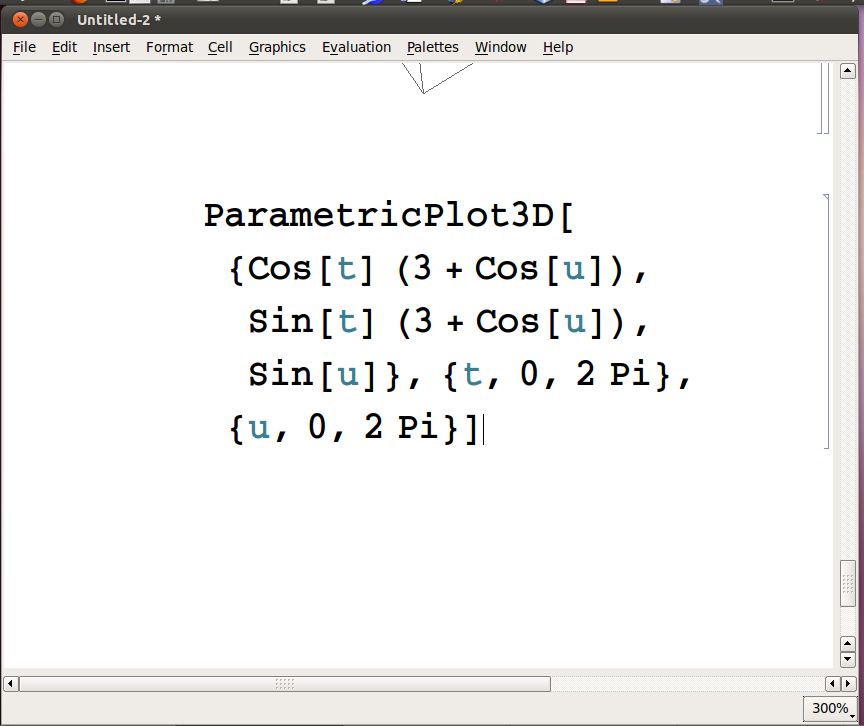 Untitled-2 *
File Edit Insert Format Cell Graphics Evaluation Palettes Window Help
ParametricPlot3D[
{Cos[t] (3 + Cos[u]),
Sin[t] (3 + Cos[u]),
Sin[u]}, {t, 0, 2 Pi},
{u, 0, 2 Pi}]
300%